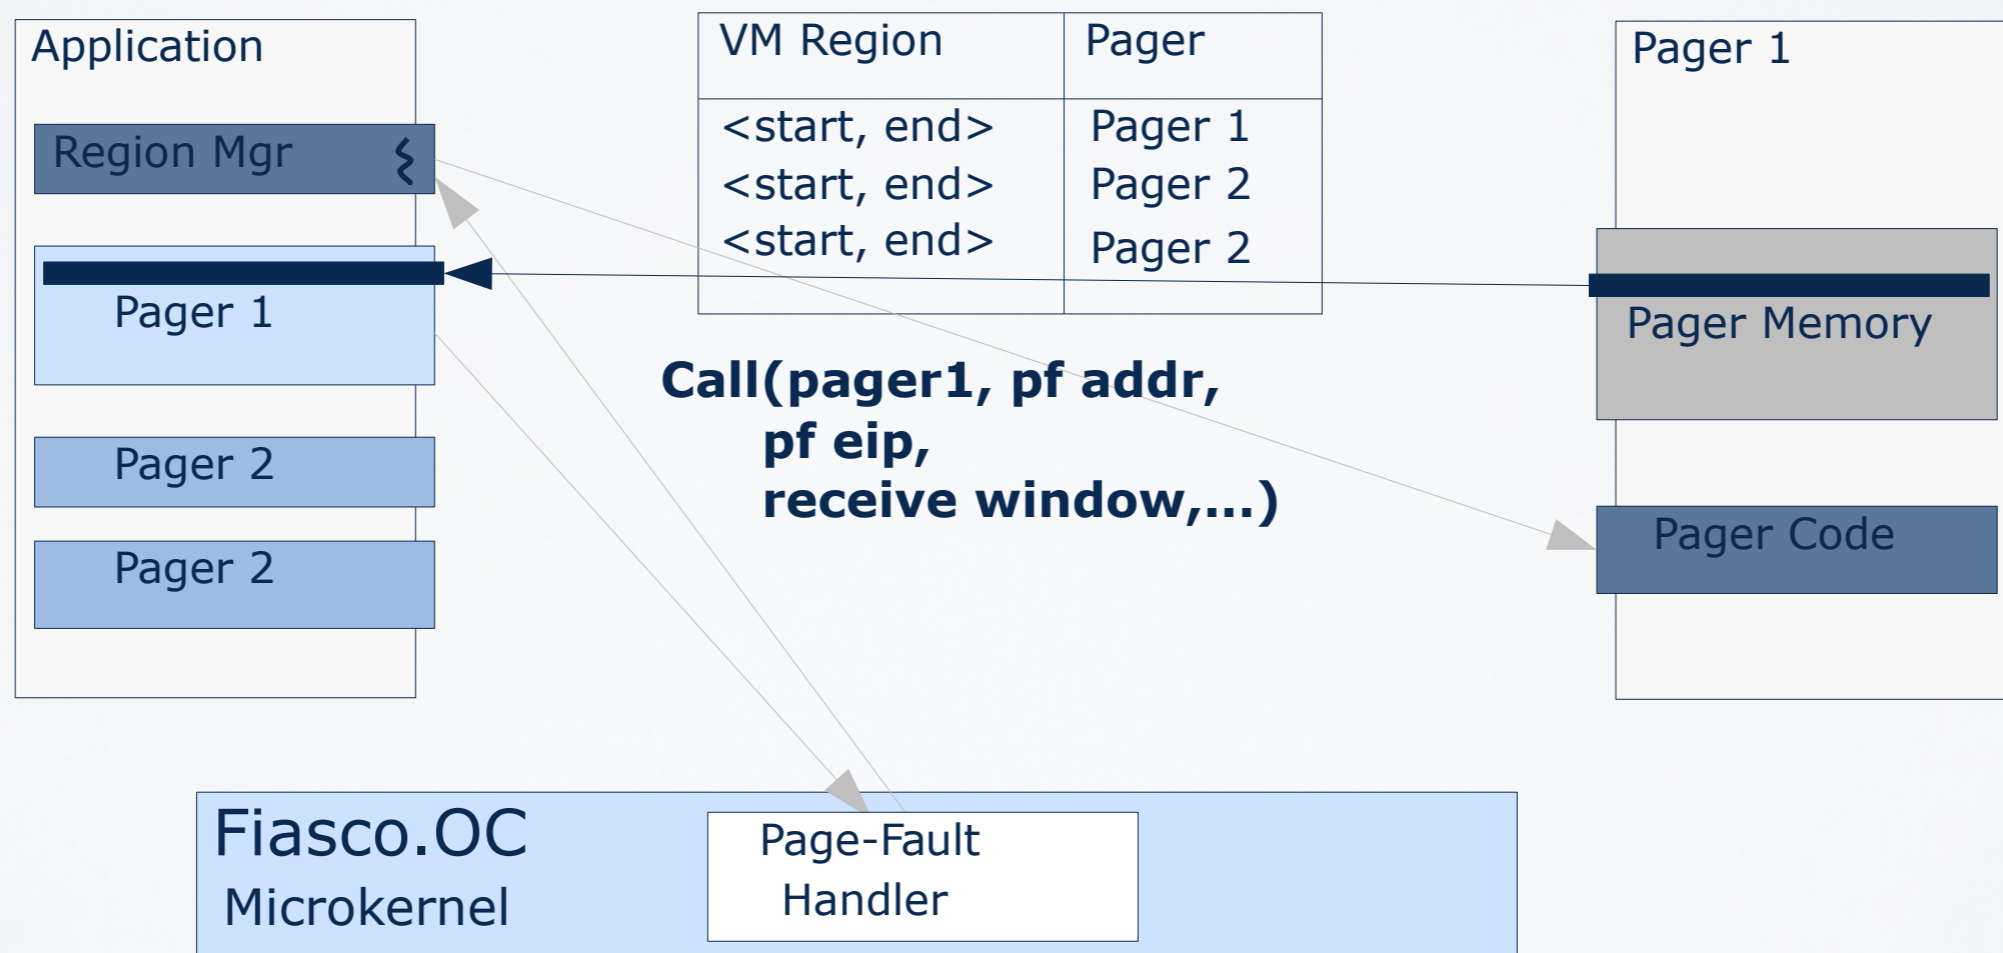 Application
Region Mgr
Pager 1
Pager 2
Pager 2
VM Region Pager
<start, end> Pager 1
<start, end> Pager 2
<start, end> Pager 2
Call(pager1, pf addr,
pf eip,
receive window,...)
Pager 1
Pager Memory
Pager Code
Fiasco.OC
Microkernel
Page-Fault
Handler